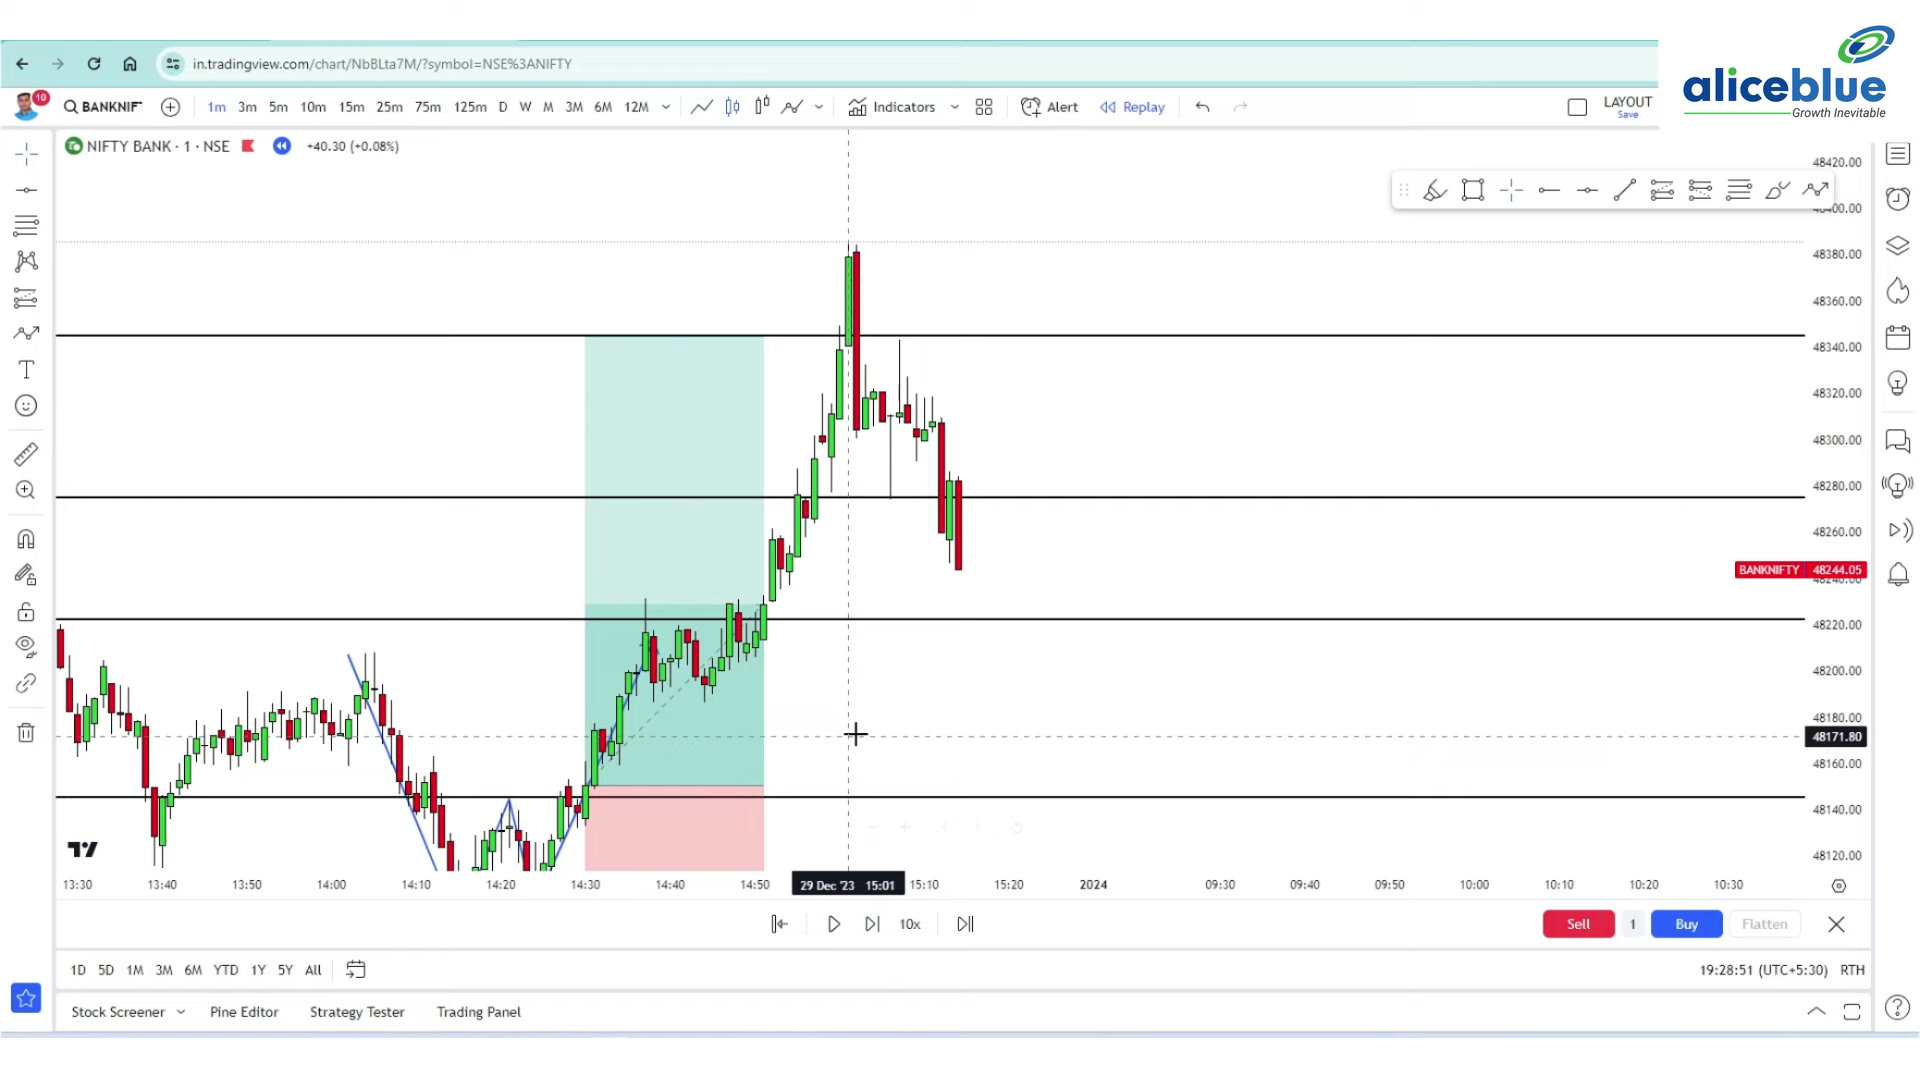 in.tradingview.com/chart/NbBLta7M/?symbol=NSE%3ANIFTY
aliceblue
Growth Inevitable
10 BANKNIF 1m 3m 5m 10m 15m 25m 75m 125m D W M 3M 6M 12M Indicators Alert Replay LAYOUT
Save
NIFTY BANK · 1 · NSE +40.30 (+0.08%)
48420.00
48400.00
48380.00
48360.00
48340.00
48320.00
48300.00
48280.00
48260.00
BANKNIFTY 48244.05
48240.00
48220.00
48200.00
48180.00
48171.80
48160.00
48140.00
48120.00
13:30 13:40 13:50 14:00 14:10 14:20 14:30 14:40 14:50 29 Dec '23 15:01 15:10 15:20 2024 09:30 09:40 09:50 10:00 10:10 10:20 10:30
10x Sell 1 Buy Flatten
1D 5D 1M 3M 6M YTD 1Y 5Y All 19:28:51 (UTC+5:30) RTH
Stock Screener Pine Editor Strategy Tester Trading Panel